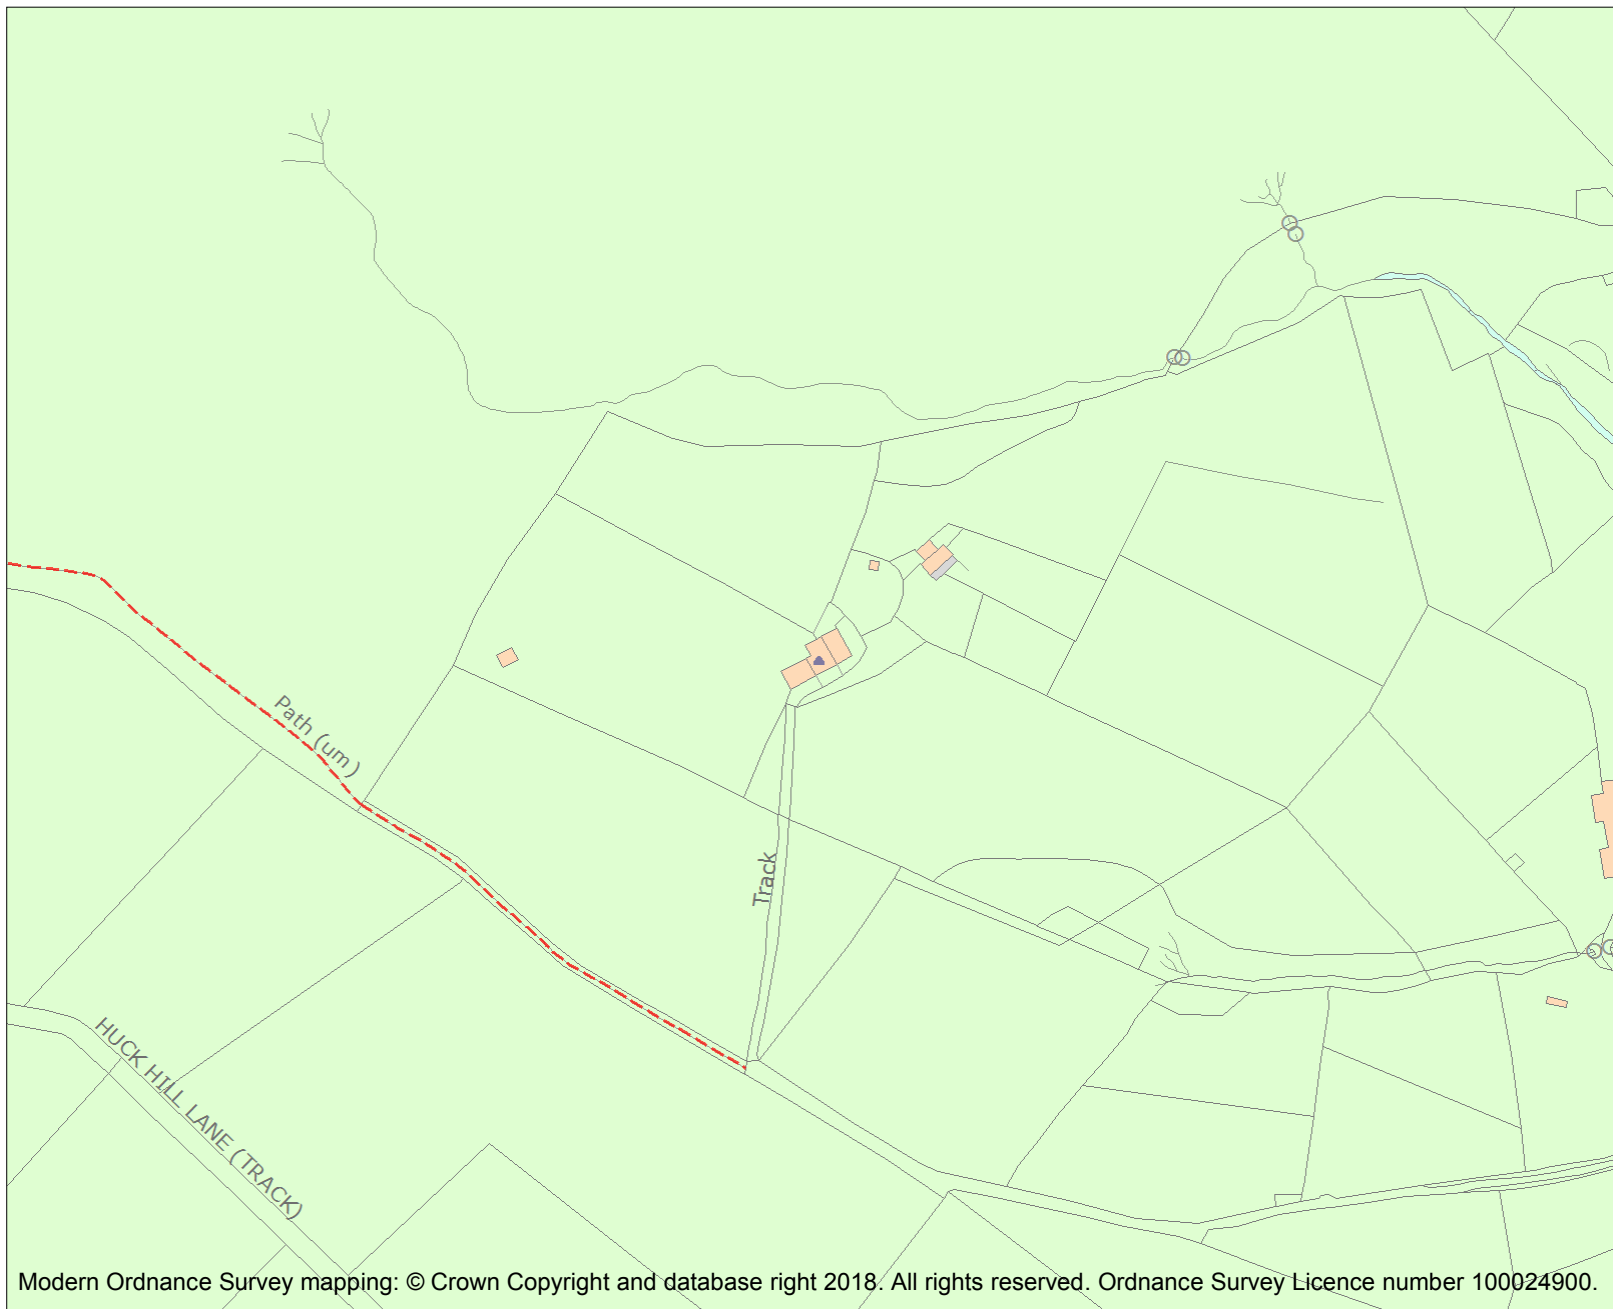 Path (um)
Track
HUCK HILL LANE (TRACK)
Modern Ordnance Survey mapping: © Crown Copyright and database right 2018. All rights reserved. Ordnance Survey Licence number 100024900.